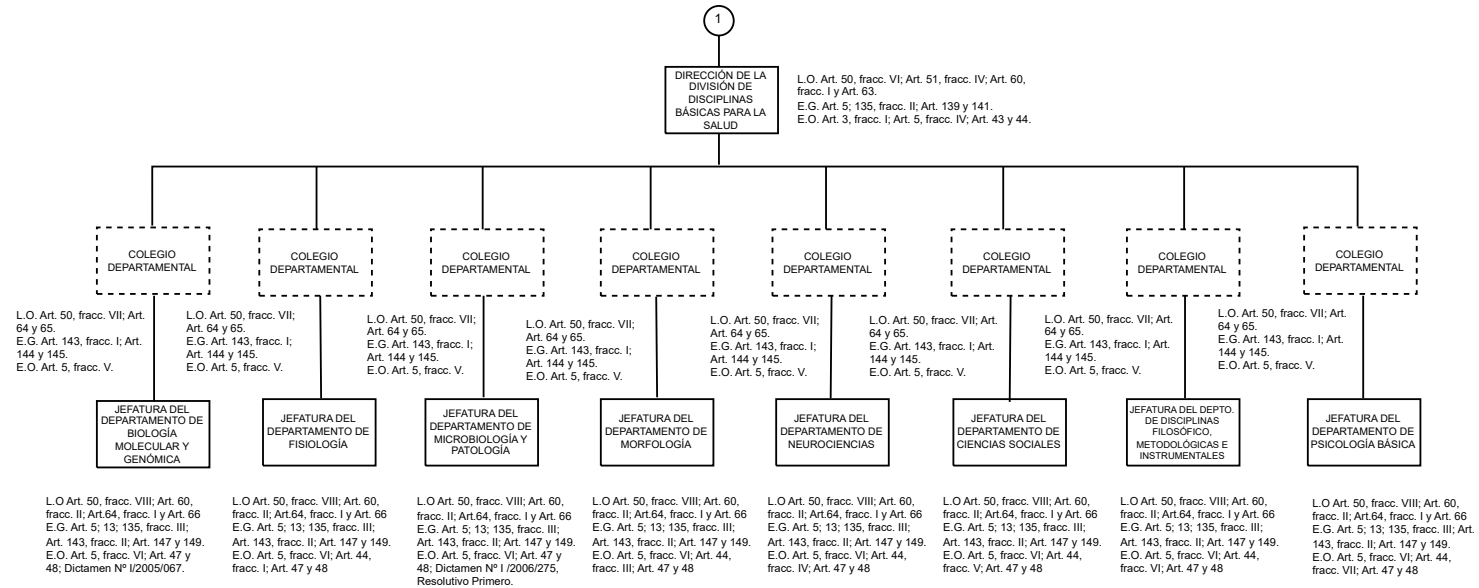 1
DIRECCIÓN DE LA
DIVISIÓN DE
DISCIPLINAS
BÁSICAS PARA LA
SALUD
L.O. Art. 50, fracc. VI; Art. 51, fracc. IV; Art. 60,
fracc. I y Art. 63.
E.G. Art. 5; 135, fracc. II; Art. 139 y 141.
E.O. Art. 3, fracc. I; Art. 5, fracc. IV; Art. 43 y 44.
COLEGIO
DEPARTAMENTAL
COLEGIO
DEPARTAMENTAL
COLEGIO
DEPARTAMENTAL
COLEGIO
DEPARTAMENTAL
COLEGIO
DEPARTAMENTAL
COLEGIO
DEPARTAMENTAL
COLEGIO
DEPARTAMENTAL
COLEGIO
DEPARTAMENTAL
L.O. Art. 50, fracc. VII; Art.
64 y 65.
E.G. Art. 143, fracc. I; Art.
144 y 145.
E.O. Art. 5, fracc. V.
L.O. Art. 50, fracc. VII;
Art. 64 y 65.
E.G. Art. 143, fracc. I;
Art. 144 y 145.
E.O. Art. 5, fracc. V.
L.O. Art. 50, fracc. VII;
Art. 64 y 65.
E.G. Art. 143, fracc. I;
Art. 144 y 145.
E.O. Art. 5, fracc. V.
L.O. Art. 50, fracc. VII;
Art. 64 y 65.
E.G. Art. 143, fracc. I;
Art. 144 y 145.
E.O. Art. 5, fracc. V.
L.O. Art. 50, fracc. VII;
Art. 64 y 65.
E.G. Art. 143, fracc. I;
Art. 144 y 145.
E.O. Art. 5, fracc. V.
L.O. Art. 50, fracc. VII; Art.
64 y 65.
E.G. Art. 143, fracc. I; Art.
144 y 145.
E.O. Art. 5, fracc. V.
L.O. Art. 50, fracc. VII; Art.
64 y 65.
E.G. Art. 143, fracc. I; Art.
144 y 145.
E.O. Art. 5, fracc. V.
L.O. Art. 50, fracc. VII; Art.
64 y 65.
E.G. Art. 143, fracc. I; Art.
144 y 145.
E.O. Art. 5, fracc. V.
JEFATURA DEL
DEPARTAMENTO DE
BIOLOGÍA
MOLECULAR Y
GENÓMICA
JEFATURA DEL
DEPARTAMENTO DE
FISIOLOGÍA
JEFATURA DEL
DEPARTAMENTO DE
MICROBIOLOGÍA Y
PATOLOGÍA
JEFATURA DEL
DEPARTAMENTO DE
MORFOLOGÍA
JEFATURA DEL
DEPARTAMENTO DE
NEUROCIENCIAS
JEFATURA DEL
DEPARTAMENTO DE
CIENCIAS SOCIALES
JEFATURA DEL DEPTO.
DE DISCIPLINAS
FILOSÓFICO,
METODOLÓGICAS E
INSTRUMENTALES
JEFATURA DEL
DEPARTAMENTO DE
PSICOLOGÍA BÁSICA
L.O Art. 50, fracc. VIII; Art. 60,
fracc. II; Art.64, fracc. I y Art. 66
E.G. Art. 5; 13; 135, fracc. III;
Art. 143, fracc. II; Art. 147 y 149.
E.O. Art. 5, fracc. VI; Art. 47 y
48; Dictamen Nº I/2005/067.
L.O Art. 50, fracc. VIII; Art. 60,
fracc. II; Art.64, fracc. I y Art. 66
E.G. Art. 5; 13; 135, fracc. III;
Art. 143, fracc. II; Art. 147 y 149.
E.O. Art. 5, fracc. VI; Art. 44,
fracc. I; Art. 47 y 48
L.O Art. 50, fracc. VIII; Art. 60,
fracc. II; Art.64, fracc. I y Art. 66
E.G. Art. 5; 13; 135, fracc. III;
Art. 143, fracc. II; Art. 147 y 149.
E.O. Art. 5, fracc. VI; Art. 47 y
48; Dictamen Nº I /2006/275,
Resolutivo Primero.
L.O Art. 50, fracc. VIII; Art. 60,
fracc. II; Art.64, fracc. I y Art. 66
E.G. Art. 5; 13; 135, fracc. III;
Art. 143, fracc. II; Art. 147 y 149.
E.O. Art. 5, fracc. VI; Art. 44,
fracc. III; Art. 47 y 48
L.O Art. 50, fracc. VIII; Art. 60,
fracc. II; Art.64, fracc. I y Art. 66
E.G. Art. 5; 13; 135, fracc. III;
Art. 143, fracc. II; Art. 147 y 149.
E.O. Art. 5, fracc. VI; Art. 44,
fracc. IV; Art. 47 y 48
L.O Art. 50, fracc. VIII; Art. 60,
fracc. II; Art.64, fracc. I y Art. 66
E.G. Art. 5; 13; 135, fracc. III;
Art. 143, fracc. II; Art. 147 y 149.
E.O. Art. 5, fracc. VI; Art. 44,
fracc. V; Art. 47 y 48
L.O Art. 50, fracc. VIII; Art. 60,
fracc. II; Art.64, fracc. I y Art. 66
E.G. Art. 5; 13; 135, fracc. III;
Art. 143, fracc. II; Art. 147 y 149.
E.O. Art. 5, fracc. VI; Art. 44,
fracc. VI; Art. 47 y 48
L.O Art. 50, fracc. VIII; Art. 60,
fracc. II; Art.64, fracc. I y Art. 66
E.G. Art. 5; 13; 135, fracc. III; Art.
143, fracc. II; Art. 147 y 149.
E.O. Art. 5, fracc. VI; Art. 44,
fracc. VII; Art. 47 y 48